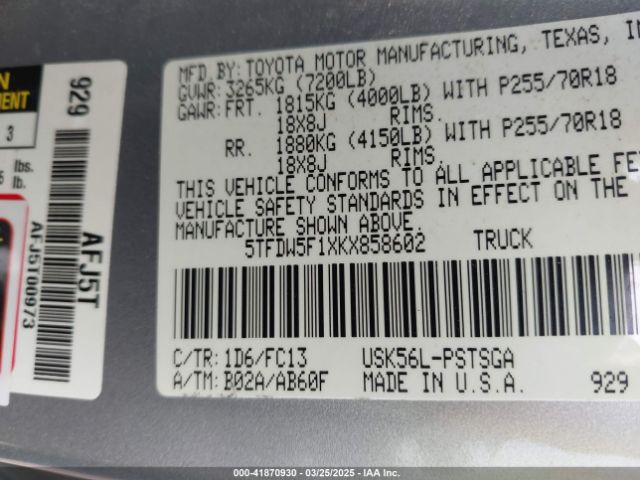 MFD.BY:TOYOTA MOTOR MANUFACTURING, TEXAS,
GVWR:3265KG (7200LB)
GAWR:FRT. 1815KG (4000LB) WITH P255/70R18
18X8J RIMS.
RR. 1880KG (4150LB) WITH P255/70R18
18X8J RIMS.
THIS VEHICLE CONFORMS TO ALL APPLICABLE
VEHICLE SAFETY STANDARDS IN EFFECT ON THE
MANUFACTURE SHOWN ABOVE.
5TFDW5F1XKX858602 TRUCK
C/TR:1D6/FC13 USK56L-PSTSGA
A/TM:B02A/AB60F MADE IN U.S.A. 929
3
lbs.
lb.
929
AFJ5T
AFJ5T00973
000-41870930 - 03/25/2025 - IAA, LLC